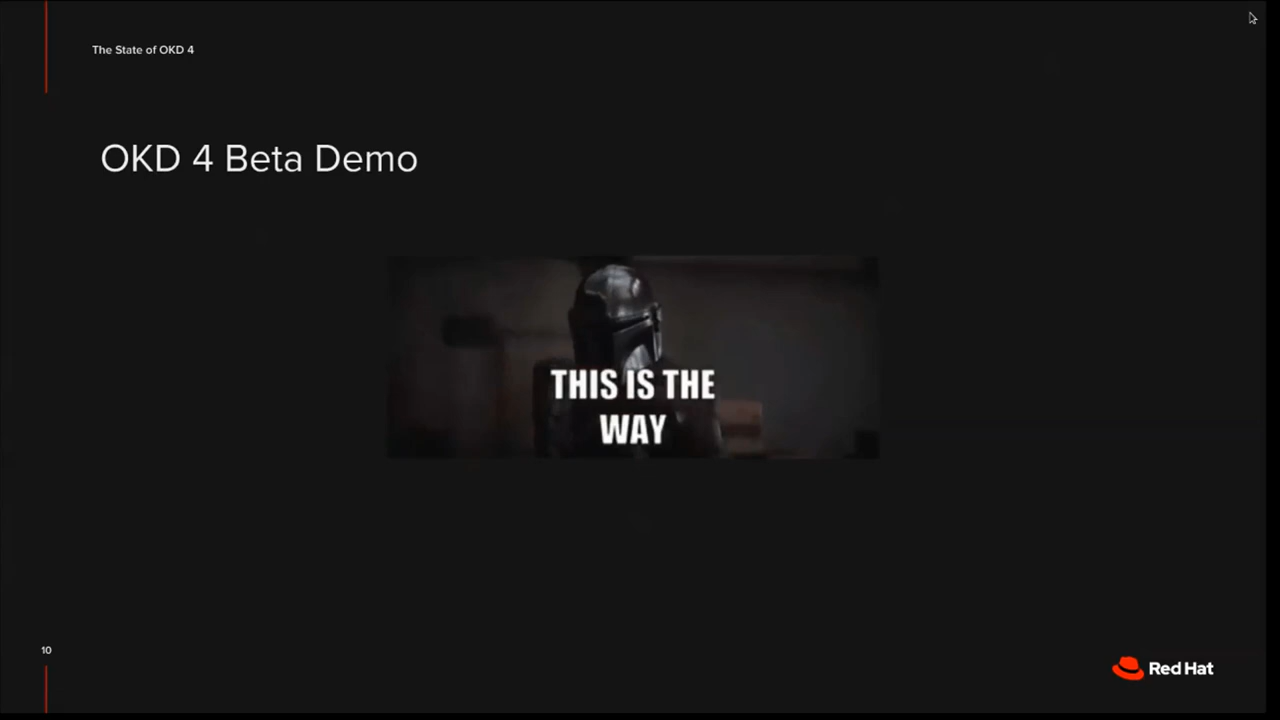 The State of OKD 4
OKD 4 Beta Demo
THIS IS THE
WAY
10
Red Hat